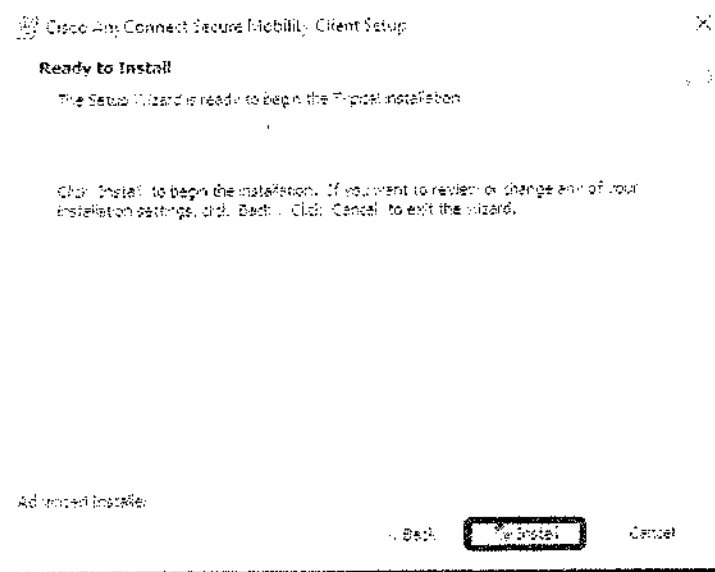 Cisco AnyConnect Secure Mobility Client Setup
Ready to Install
The Setup Wizard is ready to begin the Typical installation
Click "Install" to begin the installation. If you want to review or change any of your
installation settings, click "Back". Click "Cancel" to exit the wizard.
Advanced Installer
< Back
Install
Cancel